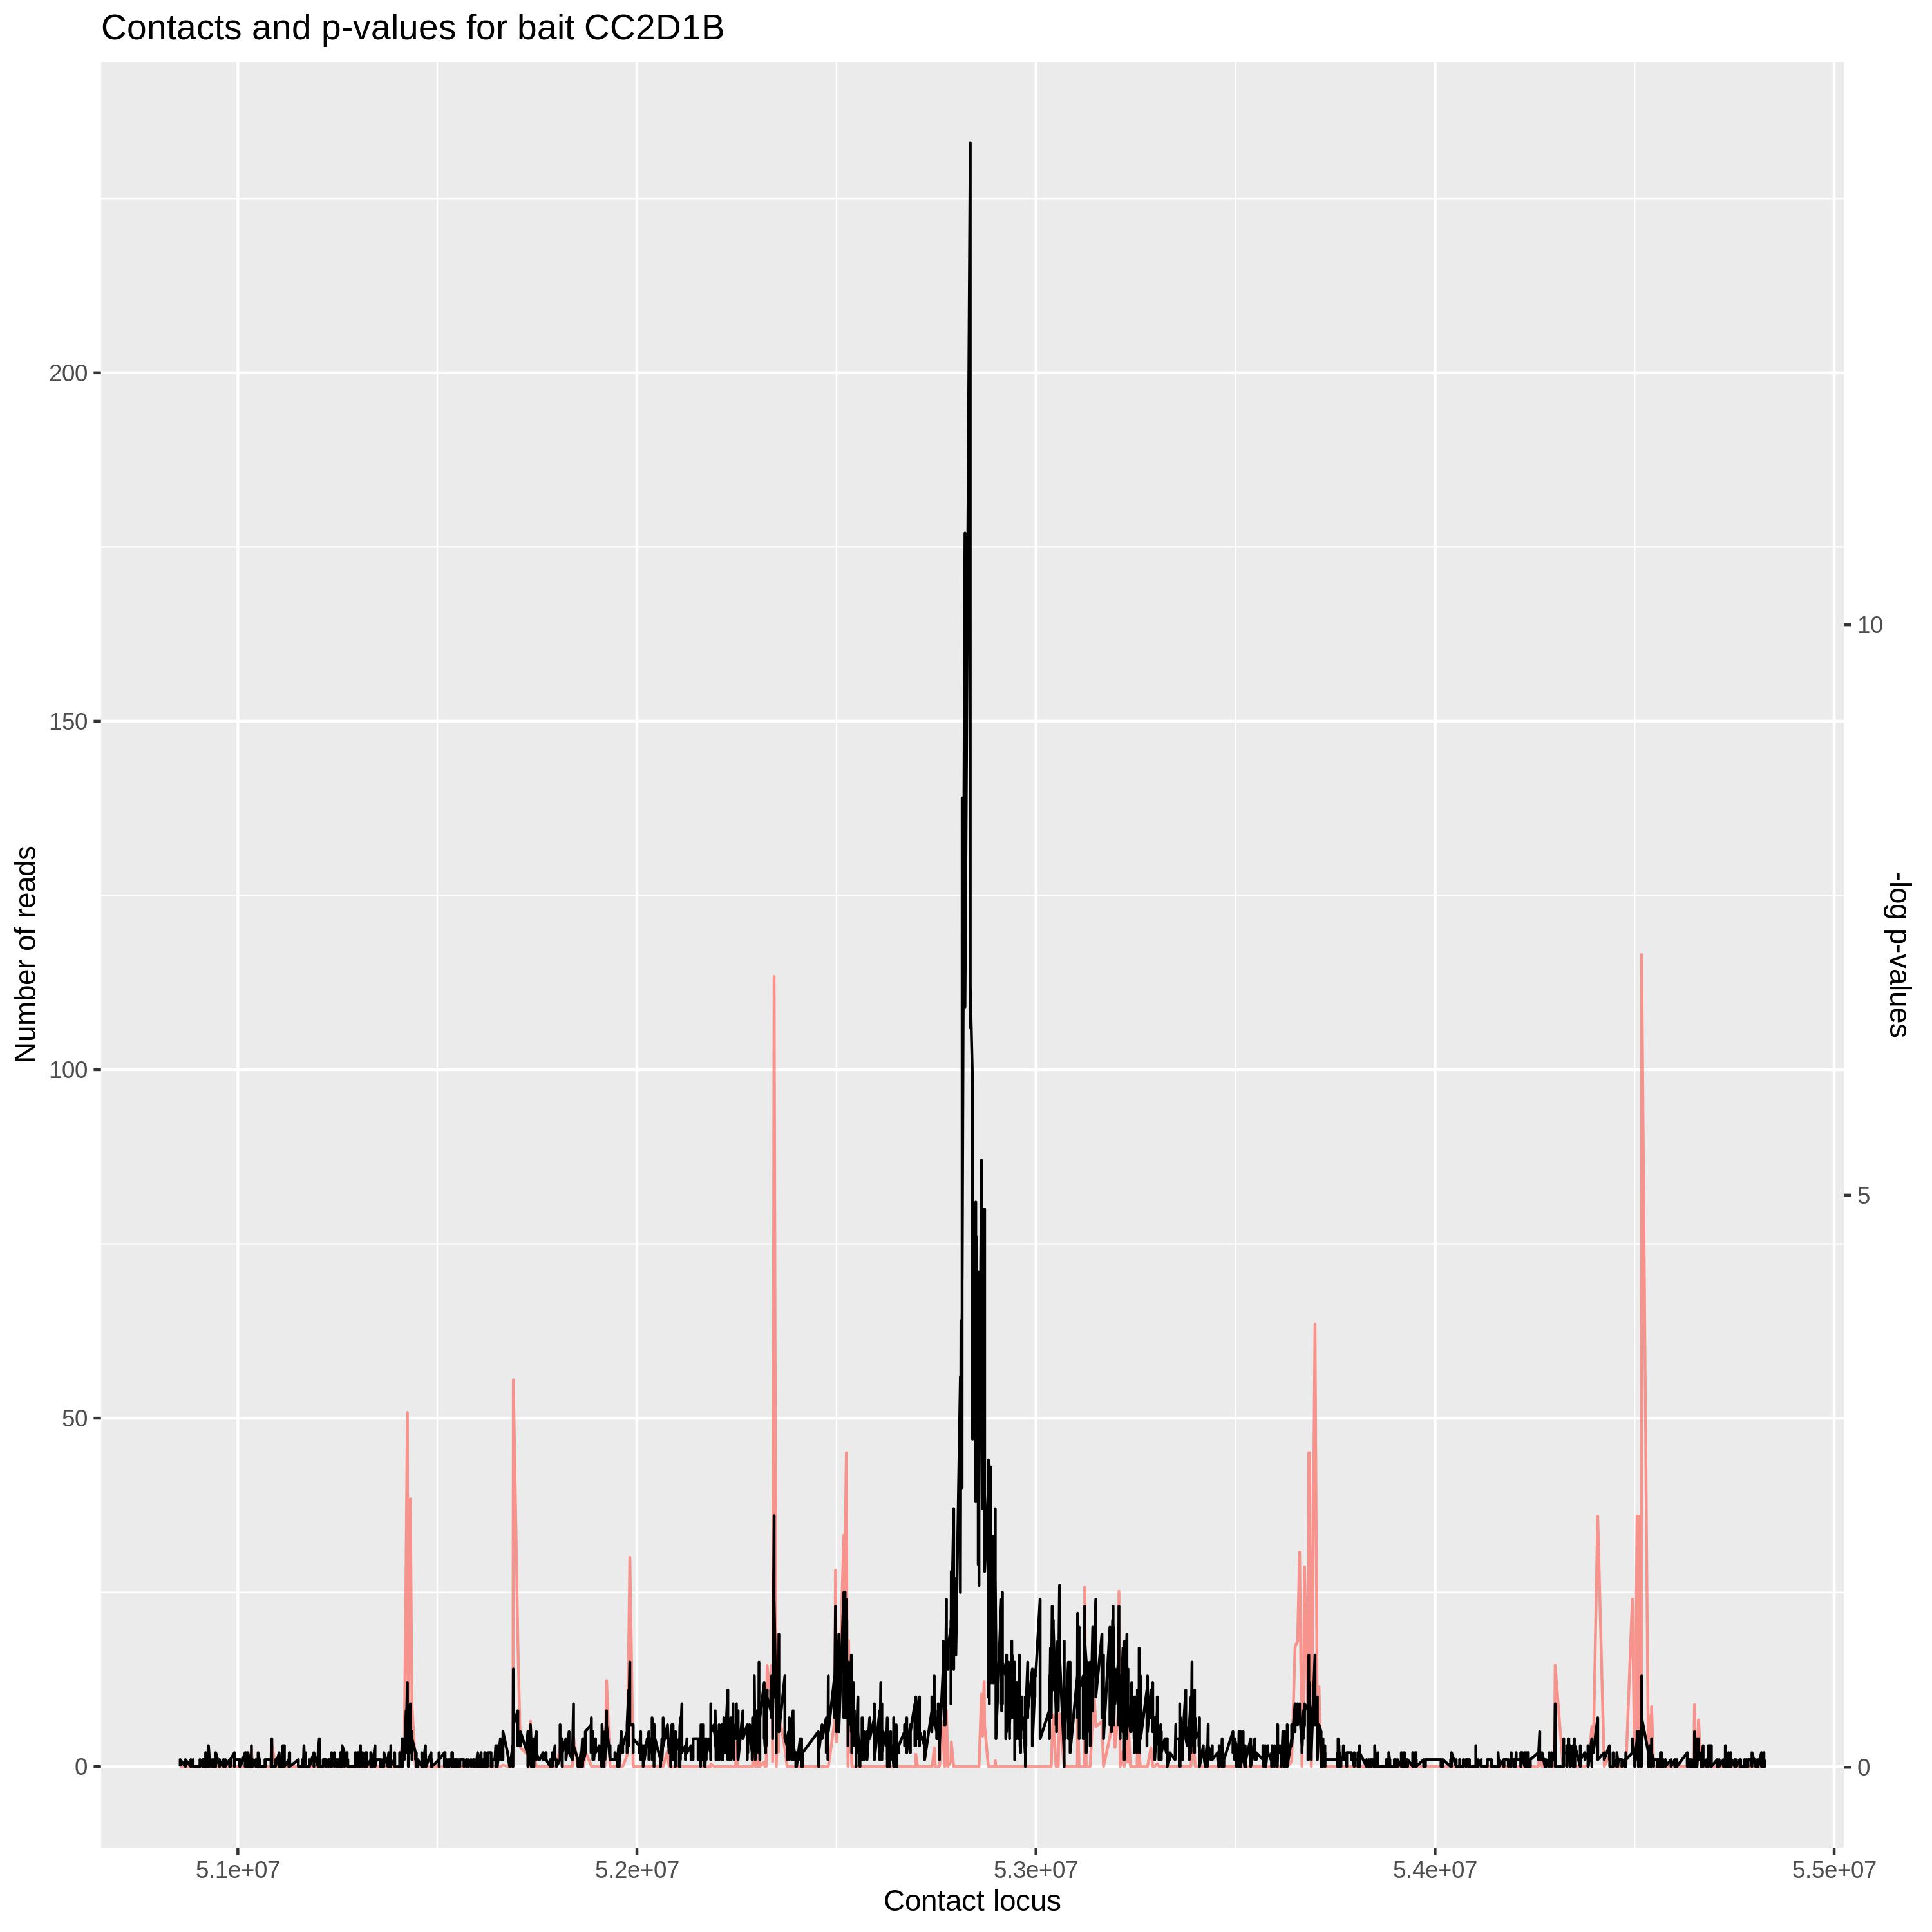 Contacts and p-values for bait CC2D1B
Number of reads
200
150
100
50
0
-log p-values
10
5
0
5.1e+07 5.2e+07 5.3e+07 5.4e+07 5.5e+07
Contact locus